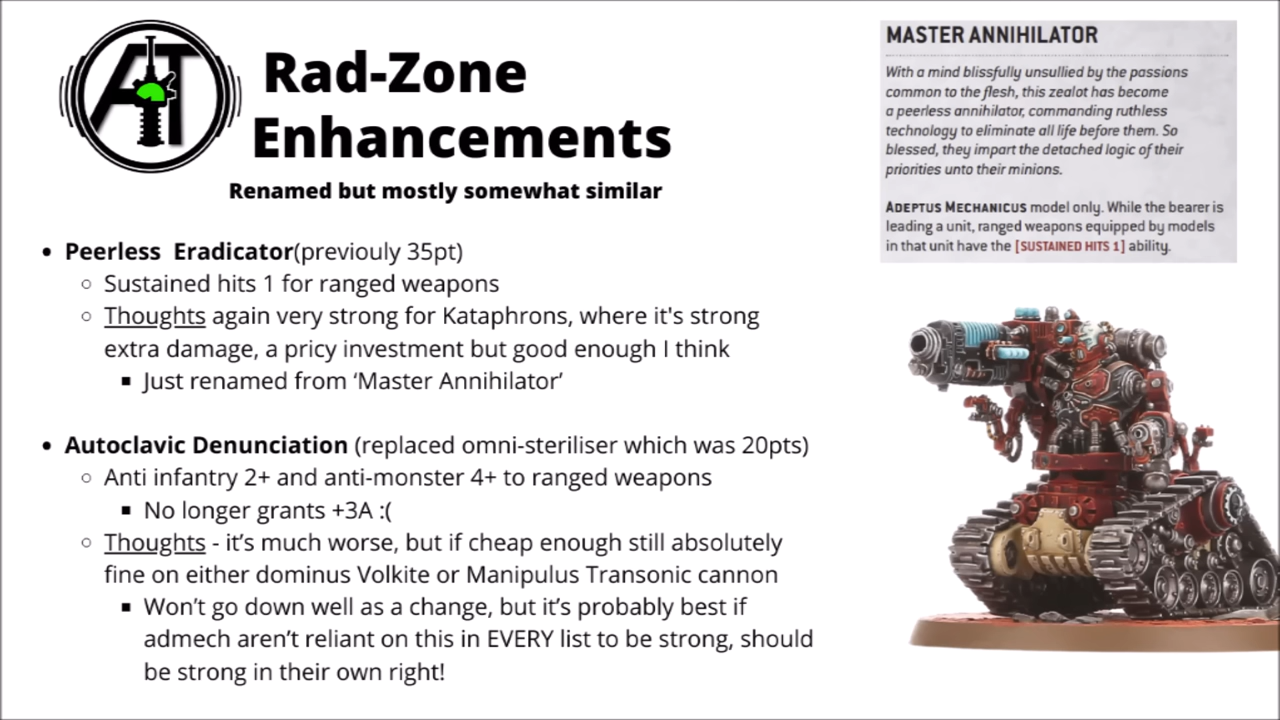 AT
Rad-Zone
Enhancements
Renamed but mostly somewhat similar
• Peerless Eradicator(previouly 35pt)
○ Sustained hits 1 for ranged weapons
○ Thoughts again very strong for Kataphrons, where it's strong
extra damage, a pricy investment but good enough I think
▪ Just renamed from ‘Master Annihilator’
• Autoclavic Denunciation (replaced omni-steriliser which was 20pts)
○ Anti infantry 2+ and anti-monster 4+ to ranged weapons
▪ No longer grants +3A :(
○ Thoughts - it’s much worse, but if cheap enough still absolutely
fine on either dominus Volkite or Manipulus Transonic cannon
▪ Won’t go down well as a change, but it’s probably best if
admech aren’t reliant on this in EVERY list to be strong, should
be strong in their own right!
MASTER ANNIHILATOR
With a mind blissfully unsullied by the passions
common to the flesh, this zealot has become
a peerless annihilator, commanding ruthless
technology to eliminate all life before them. So
blessed, they impart the detached logic of their
priorities unto their minions.
ADEPTUS MECHANICUS model only. While the bearer is
leading a unit, ranged weapons equipped by models
in that unit have the [SUSTAINED HITS 1] ability.